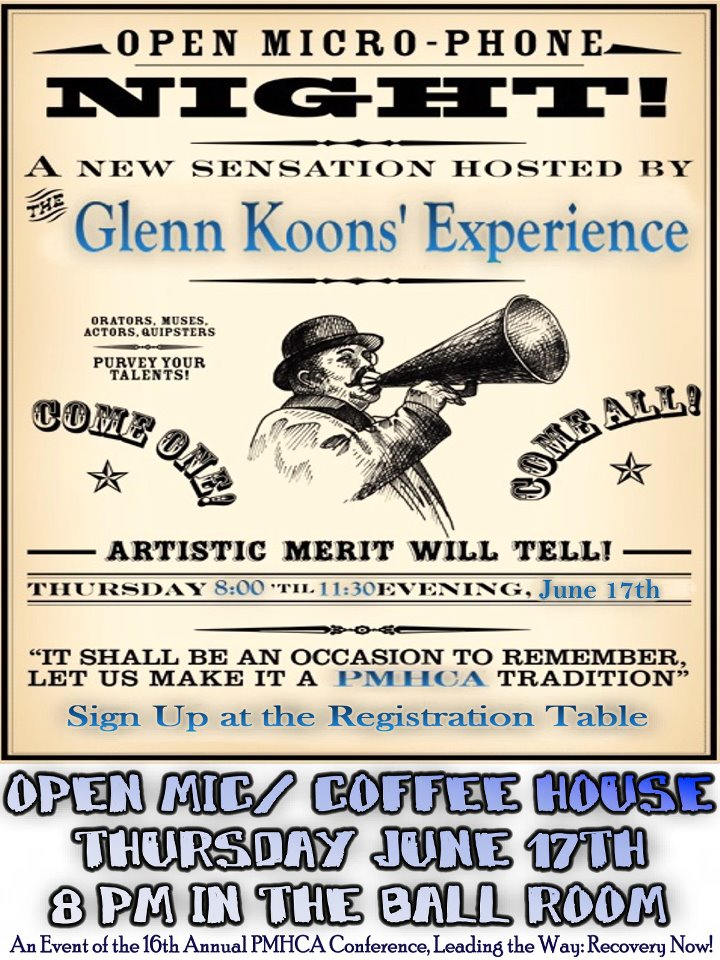 OPEN MICRO-PHONE
NIGHT!
A NEW SENSATION HOSTED BY
THE Glenn Koons' Experience
ORATORS, MUSES,
ACTORS, QUIPSTERS
PURVEY YOUR
TALENTS!
COME ONE!
COME ALL!
ARTISTIC MERIT WILL TELL!
THURSDAY 8:00 'TIL 11:30 EVENING, June 17th
"IT SHALL BE AN OCCASION TO REMEMBER,
LET US MAKE IT A PMHCA TRADITION"
Sign Up at the Registration Table
OPEN MIC/ COFFEE HOUSE
THURSDAY JUNE 17TH
8 PM IN THE BALL ROOM
An Event of the 16th Annual PMHCA Conference, Leading the Way: Recovery Now!